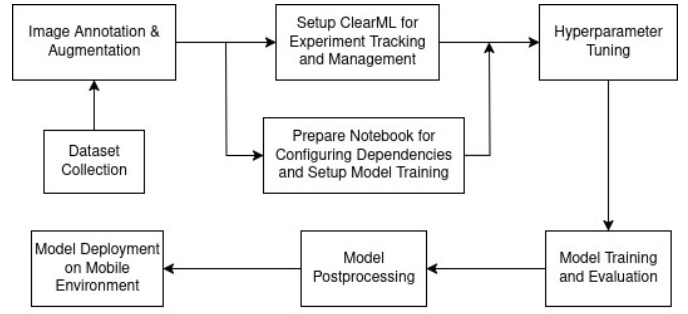 Image Annotation &
Augmentation
Setup ClearML for
Experiment Tracking
and Management
Hyperparameter
Tuning
Dataset
Collection
Prepare Notebook for
Configuring Dependencies
and Setup Model Training
Model Deployment
on Mobile
Environment
Model
Postprocessing
Model Training
and Evaluation